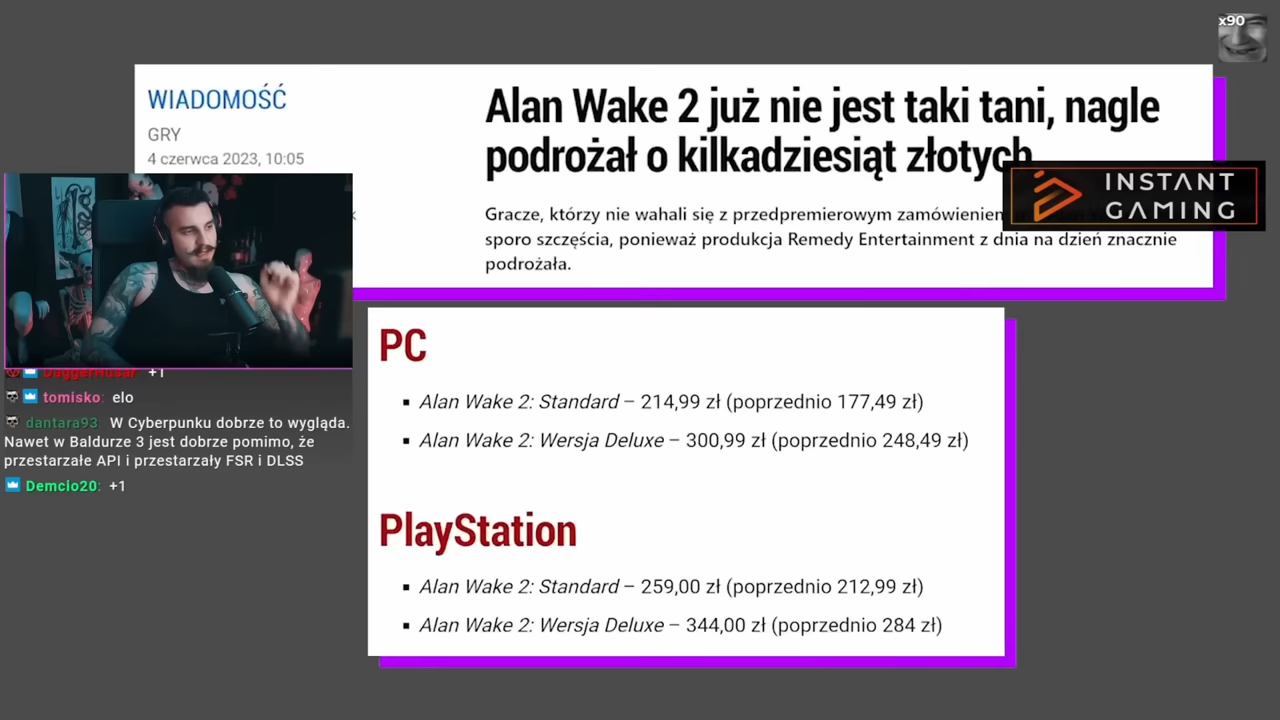 x90
WIADOMOŚĆ
GRY
4 czerwca 2023, 10:05
Alan Wake 2 już nie jest taki tani, nagle
podrożał o kilkadziesiąt złotych
INSTANT
GAMING
Gracze, którzy nie wahali się z przedpremierowym zamówieniem
sporo szczęścia, ponieważ produkcja Remedy Entertainment z dnia na dzień znacznie
podrożała.
PC
▪ Alan Wake 2: Standard – 214,99 zł (poprzednio 177,49 zł)
▪ Alan Wake 2: Wersja Deluxe – 300,99 zł (poprzednio 248,49 zł)
PlayStation
▪ Alan Wake 2: Standard – 259,00 zł (poprzednio 212,99 zł)
▪ Alan Wake 2: Wersja Deluxe – 344,00 zł (poprzednio 284 zł)
DaggerHusar +1
tomisko: elo
dantara93 W Cyberpunku dobrze to wygląda.
Nawet w Baldurze 3 jest dobrze pomimo, że
przestarzałe API i przestarzały FSR i DLSS
Demcio20: +1